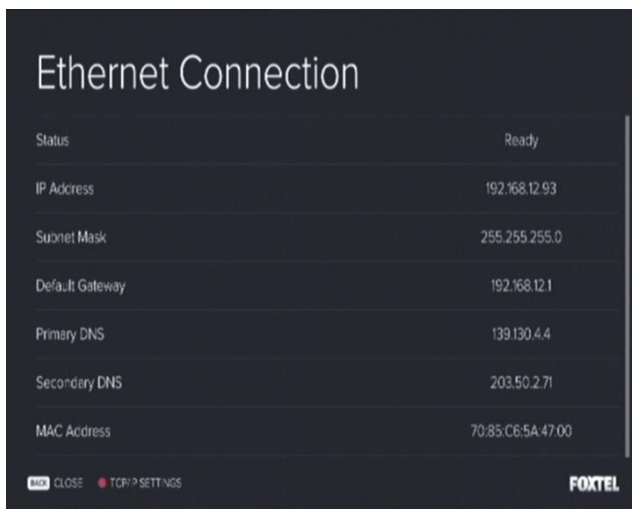 Ethernet Connection
Status Ready
IP Address 192.168.12.93
Subnet Mask 255.255.255.0
Default Gateway 192.168.12.1
Primary DNS 139.130.4.4
Secondary DNS 203.50.2.71
MAC Address 70:85:C6:5A:47:00
BACK CLOSE TCP/IP SETTINGS FOXTEL